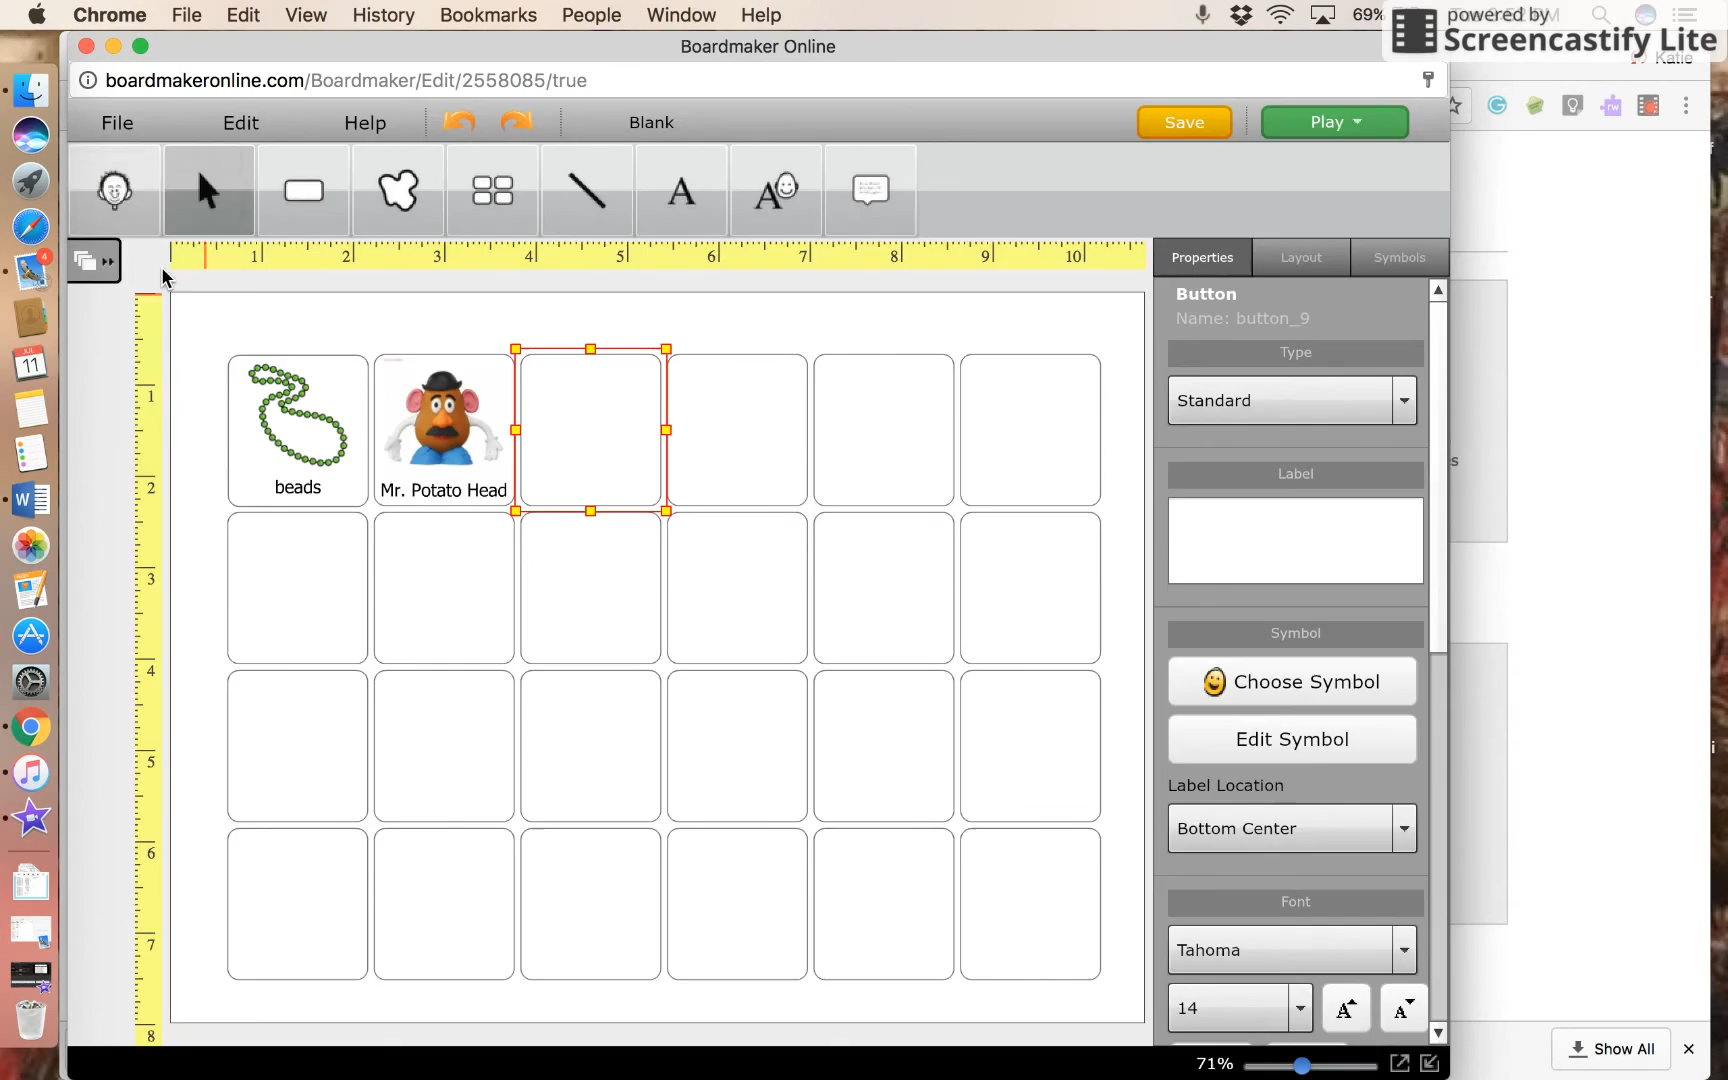 Chrome File Edit View History Bookmarks People Window Help 69%
powered by
Screencastify Lite
Katie
Boardmaker Online
boardmakeronline.com/Boardmaker/Edit/2558085/true
File Edit Help Blank Save Play
A A
1 2 3 4 5 6 7 8 9 10
Properties Layout Symbols
Button
Name: button_9
Type
Standard
Label
Symbol
Choose Symbol
Edit Symbol
Label Location
Bottom Center
Font
Tahoma
14 A A
beads Mr. Potato Head
1
2
3
4
5
6
7
8
4
JUL
11
W
71%
Show All